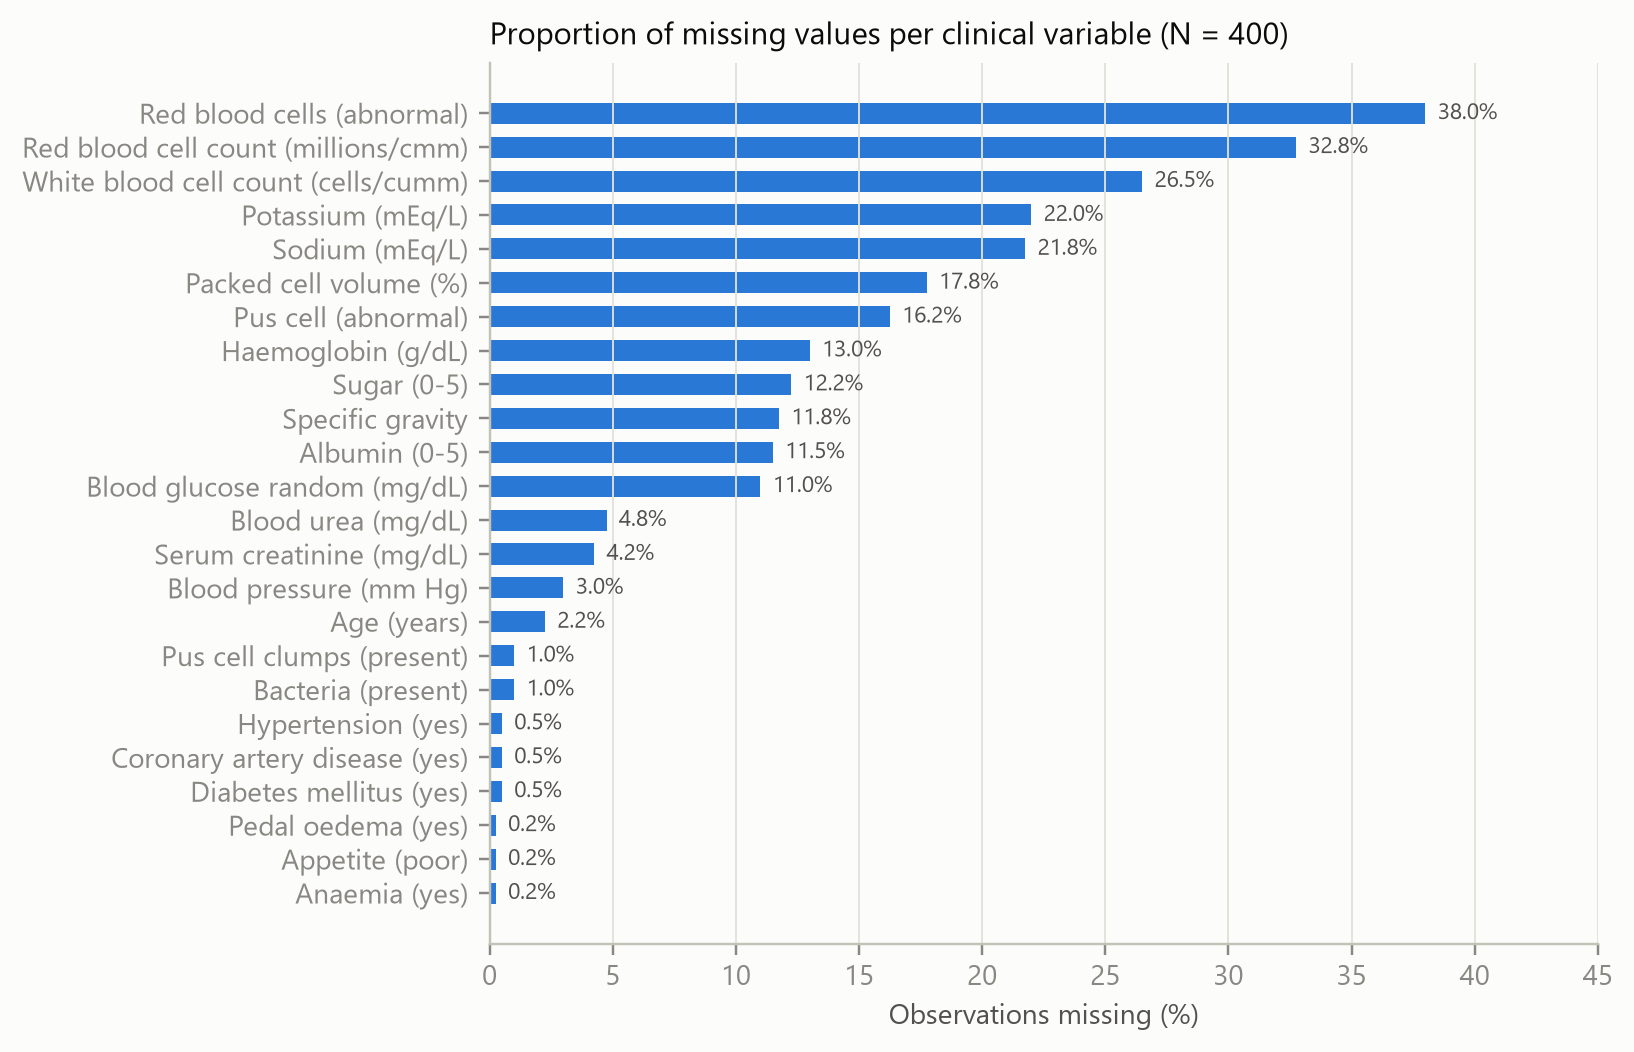 Proportion of missing values per clinical variable (N = 400)
Red blood cells (abnormal) 38.0%
Red blood cell count (millions/cmm) 32.8%
White blood cell count (cells/cumm) 26.5%
Potassium (mEq/L) 22.0%
Sodium (mEq/L) 21.8%
Packed cell volume (%) 17.8%
Pus cell (abnormal) 16.2%
Haemoglobin (g/dL) 13.0%
Sugar (0-5) 12.2%
Specific gravity 11.8%
Albumin (0-5) 11.5%
Blood glucose random (mg/dL) 11.0%
Blood urea (mg/dL) 4.8%
Serum creatinine (mg/dL) 4.2%
Blood pressure (mm Hg) 3.0%
Age (years) 2.2%
Pus cell clumps (present) 1.0%
Bacteria (present) 1.0%
Hypertension (yes) 0.5%
Coronary artery disease (yes) 0.5%
Diabetes mellitus (yes) 0.5%
Pedal oedema (yes) 0.2%
Appetite (poor) 0.2%
Anaemia (yes) 0.2%
0 5 10 15 20 25 30 35 40 45
Observations missing (%)